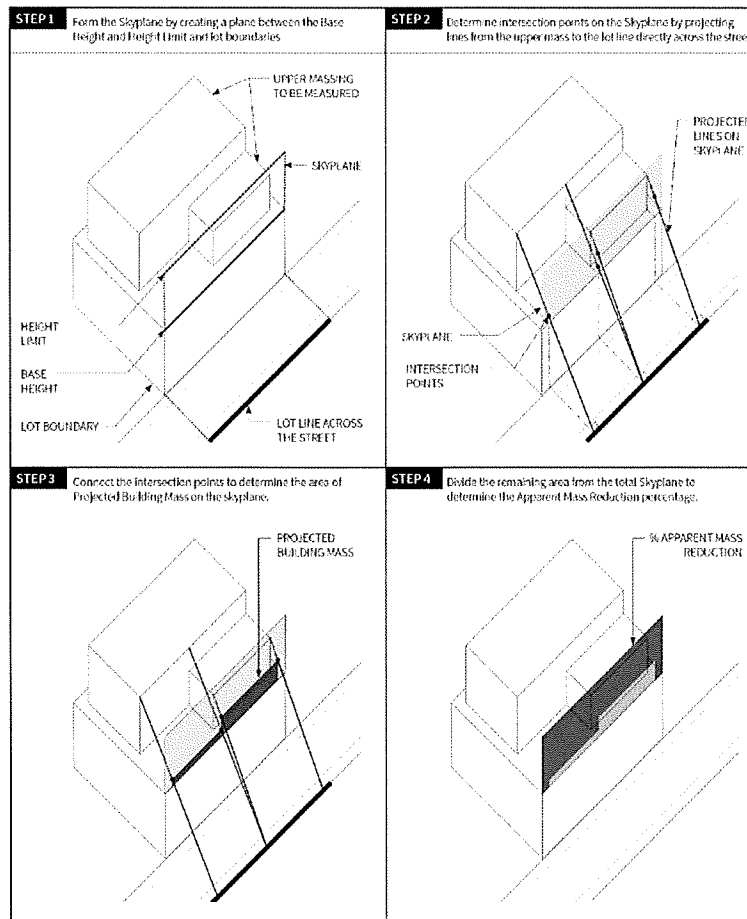 STEP 1
Form the Skyplane by creating a plane between the Base
Height and Height Limit and lot boundaries
UPPER MASSING
TO BE MEASURED
SKYPLANE
HEIGHT
LIMIT
BASE
HEIGHT
LOT BOUNDARY
LOT LINE ACROSS
THE STREET
STEP 2
Determine intersection points on the Skyplane by projecting
lines from the upper mass to the lot line directly across the stree
PROJECTED
LINES ON
SKYPLANE
SKYPLANE
INTERSECTION
POINTS
STEP 3
Connect the intersection points to determine the area of
Projected Building Mass on the skyplane.
PROJECTED
BUILDING MASS
STEP 4
Divide the remaining area from the total Skyplane to
determine the Apparent Mass Reduction percentage.
% APPARENT MASS
REDUCTION